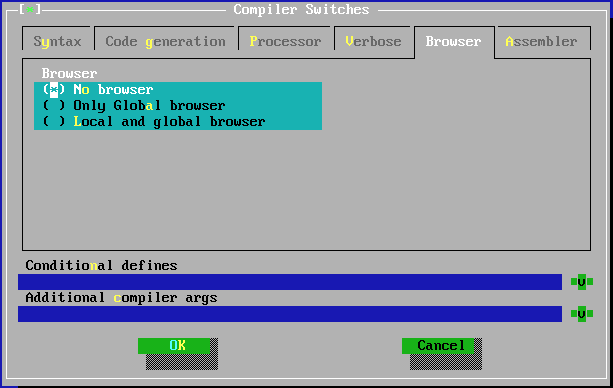 [■] Compiler Switches
Syntax Code generation Processor Verbose Browser Assembler
Browser
(*) No browser
( ) Only Global browser
( ) Local and global browser
Conditional defines
Additional compiler args
OK Cancel